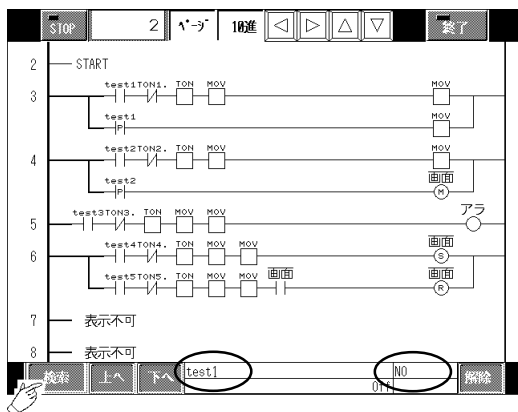 STOP 2 ﾍﾟｰｼﾞ 10進 終了
2 START
3 test1TON1. TON MOV MOV
test1 P MOV
4 test2TON2. TON MOV MOV
test2 P 画面 M
5 test3TON3. TON MOV MOV アラ
6 test4TON4. TON MOV MOV 画面 S
test5TON5. TON MOV MOV 画面 画面 R
7 表示不可
8 表示不可
検索 上へ 下へ test1 NO 解除
Off